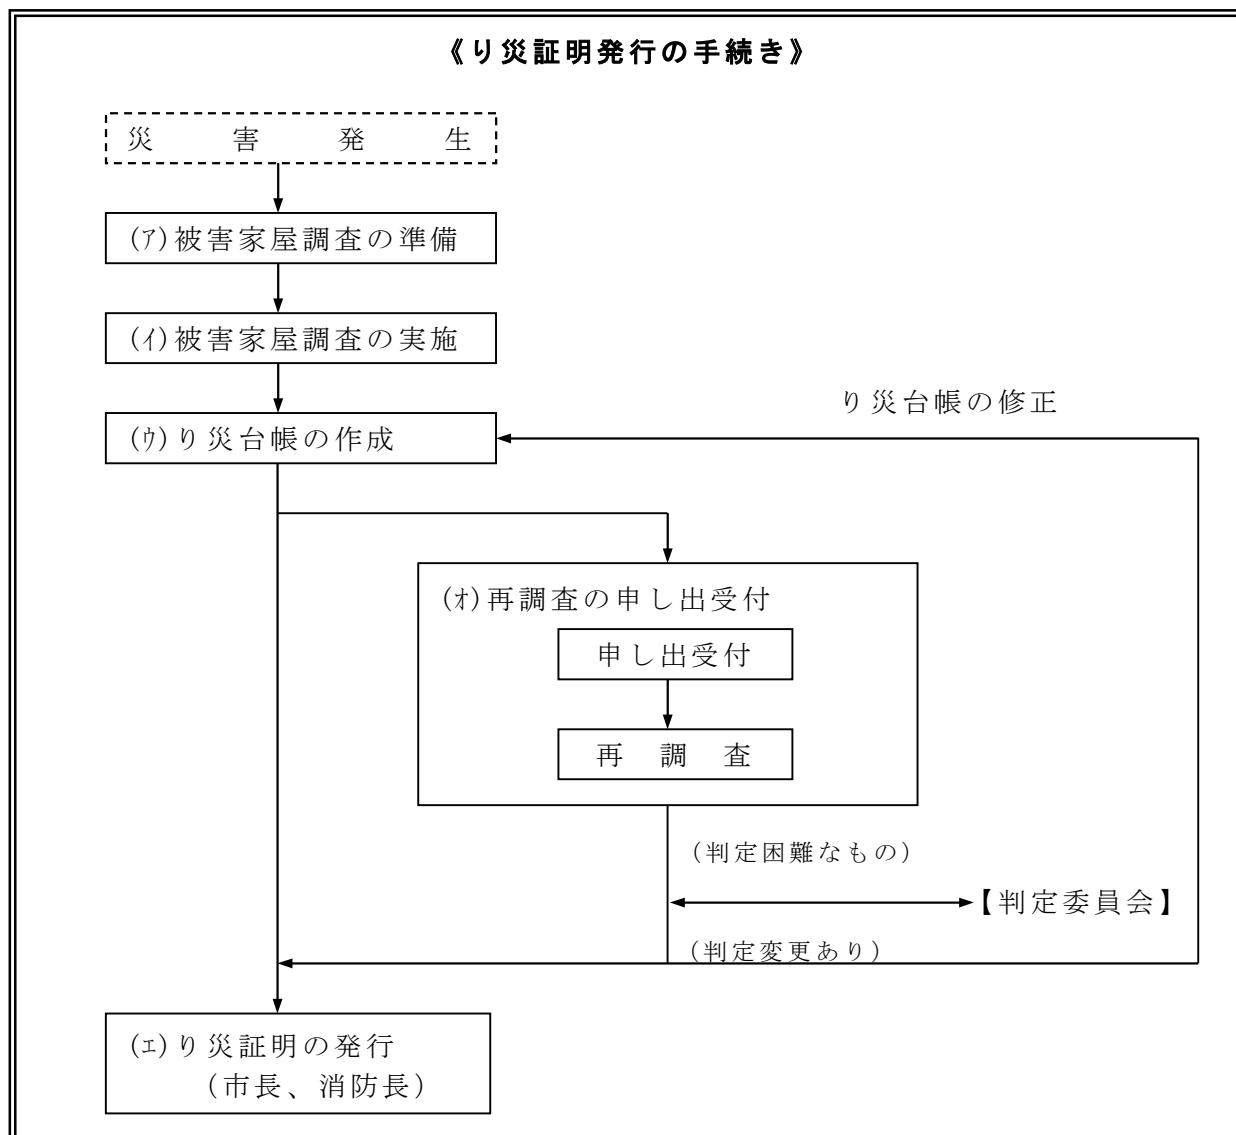 《り災証明発行の手続き》
災害発生
(ｱ)被害家屋調査の準備
(ｲ)被害家屋調査の実施
り災台帳の修正
(ｳ)り災台帳の作成
(ｵ)再調査の申し出受付
申し出受付
再調査
(判定困難なもの)
【判定委員会】
(判定変更あり)
(ｴ)り災証明の発行
(市長、消防長)